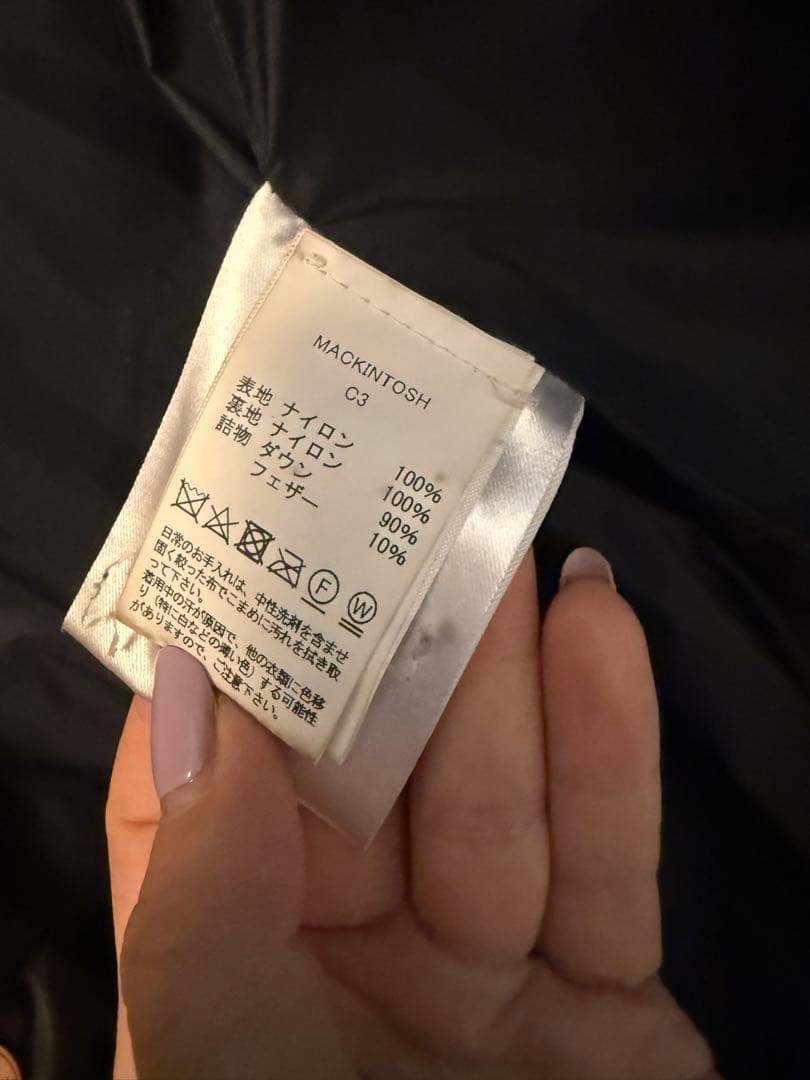 MACKINTOSH
C3
表地 ナイロン 100%
裏地 ナイロン 100%
詰物 ダウン 90%
フェザー 10%
F W
日常のお手入れは、中性洗剤を含ませ
固く絞った布でこまめに汚れを拭き取
って下さい。
着用中の汗が原因で、他の衣類に色移
り（特に白などの薄い色）する可能性
がありますので、ご注意下さい。